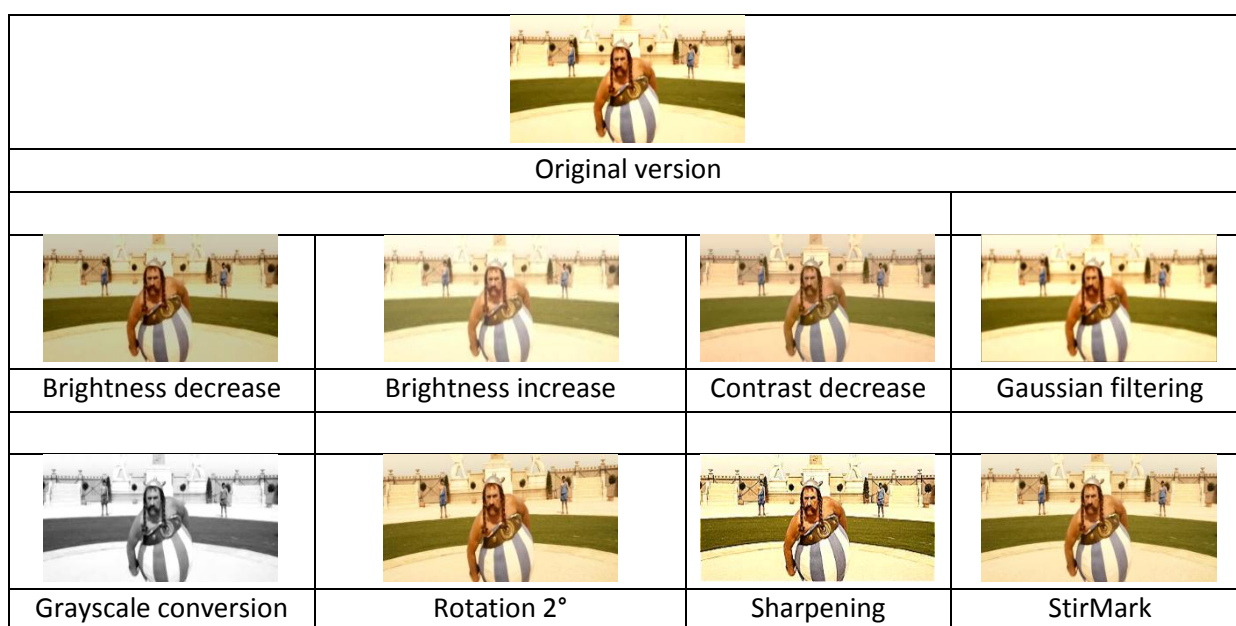 Original version
Brightness decrease Brightness increase Contrast decrease Gaussian filtering
Grayscale conversion Rotation 2° Sharpening StirMark